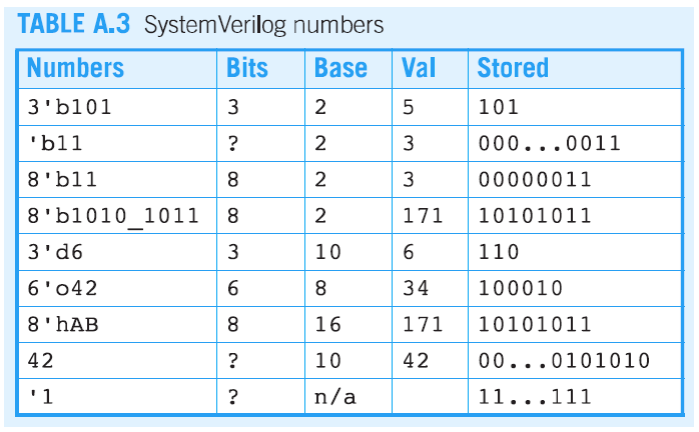 TABLE A.3 SystemVerilog numbers
Numbers Bits Base Val Stored
3'b101 3 2 5 101
'b11 ? 2 3 000...0011
8'b11 8 2 3 00000011
8'b1010_1011 8 2 171 10101011
3'd6 3 10 6 110
6'o42 6 8 34 100010
8'hAB 8 16 171 10101011
42 ? 10 42 00...0101010
'1 ? n/a 11...111